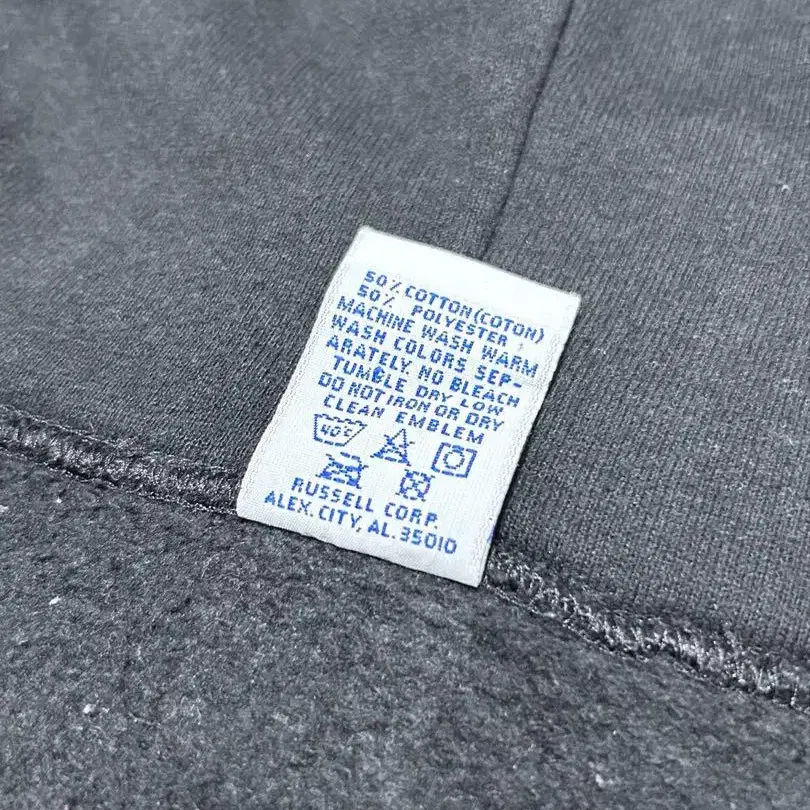 50% COTTON (COTON)
50% POLYESTER
MACHINE WASH WARM
WASH COLORS SEP-
ARATELY. NO BLEACH
TUMBLE DRY LOW
DO NOT IRON OR DRY
CLEAN EMBLEM
40°C
RUSSELL CORP.
ALEX. CITY, AL. 35010